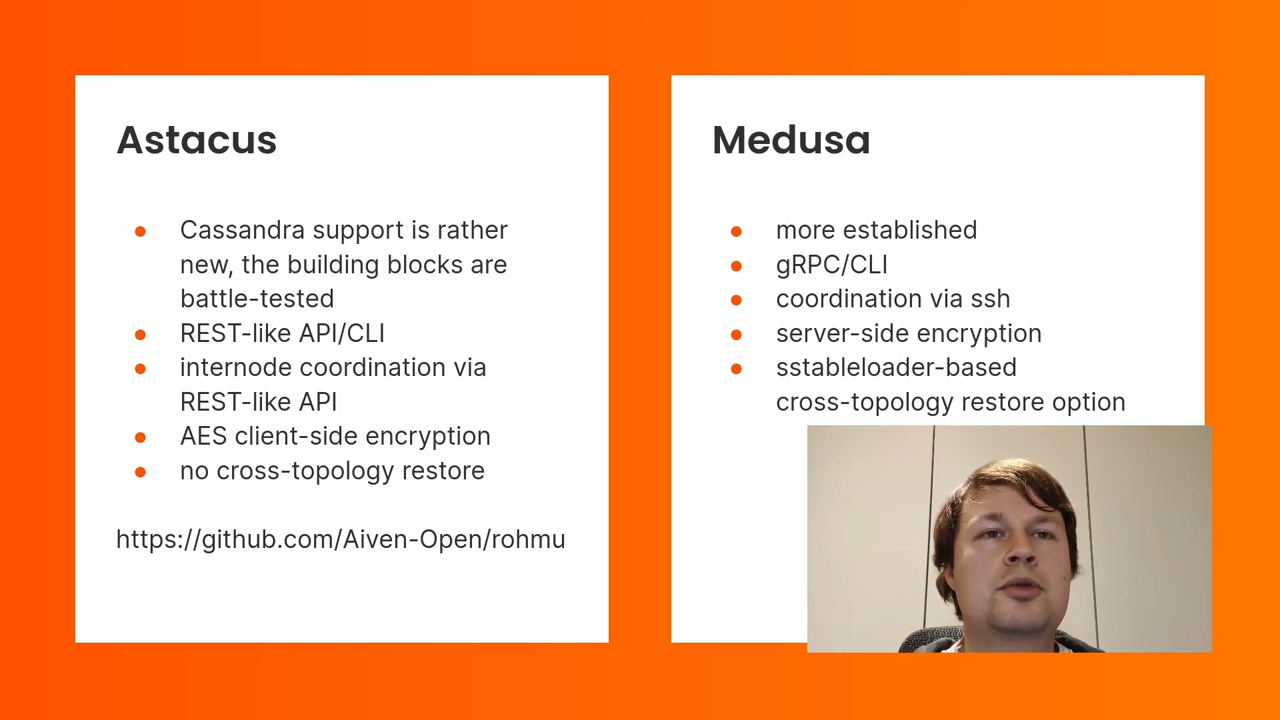 Astacus
Cassandra support is rather
new, the building blocks are
battle-tested
REST-like API/CLI
internode coordination via
REST-like API
AES client-side encryption
no cross-topology restore
https://github.com/Aiven-Open/rohmu
Medusa
more established
gRPC/CLI
coordination via ssh
server-side encryption
sstableloader-based
cross-topology restore option